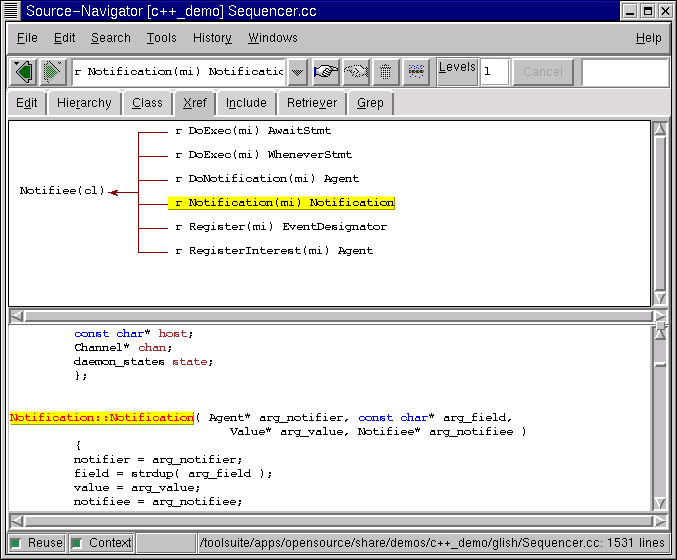 Source-Navigator [c++_demo] Sequencer.cc
File Edit Search Tools History Windows Help
r Notification(mi) Notificatic Levels 1 Cancel
Edit Hierarchy Class Xref Include Retriever Grep
r DoExec(mi) AwaitStmt
r DoExec(mi) WheneverStmt
r DoNotification(mi) Agent
Notifiee(cl)
r Notification(mi) Notification
r Register(mi) EventDesignator
r RegisterInterest(mi) Agent
const char* host;
Channel* chan;
daemon_states state;
};
Notification::Notification( Agent* arg_notifier, const char* arg_field,
Value* arg_value, Notifiee* arg_notifiee )
{
notifier = arg_notifier;
field = strdup( arg_field );
value = arg_value;
notifiee = arg_notifiee;
Reuse Context /toolsuite/apps/opensource/share/demos/c++_demo/glish/Sequencer.cc: 1531 lines